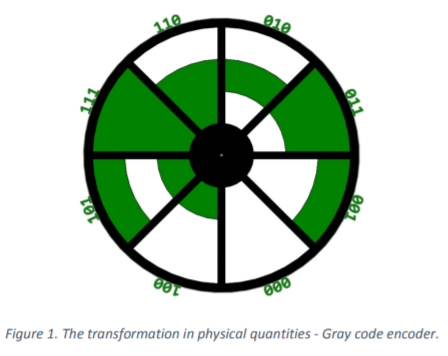 110 010
111 011
101 001
100 000
Figure 1. The transformation in physical quantities - Gray code encoder.